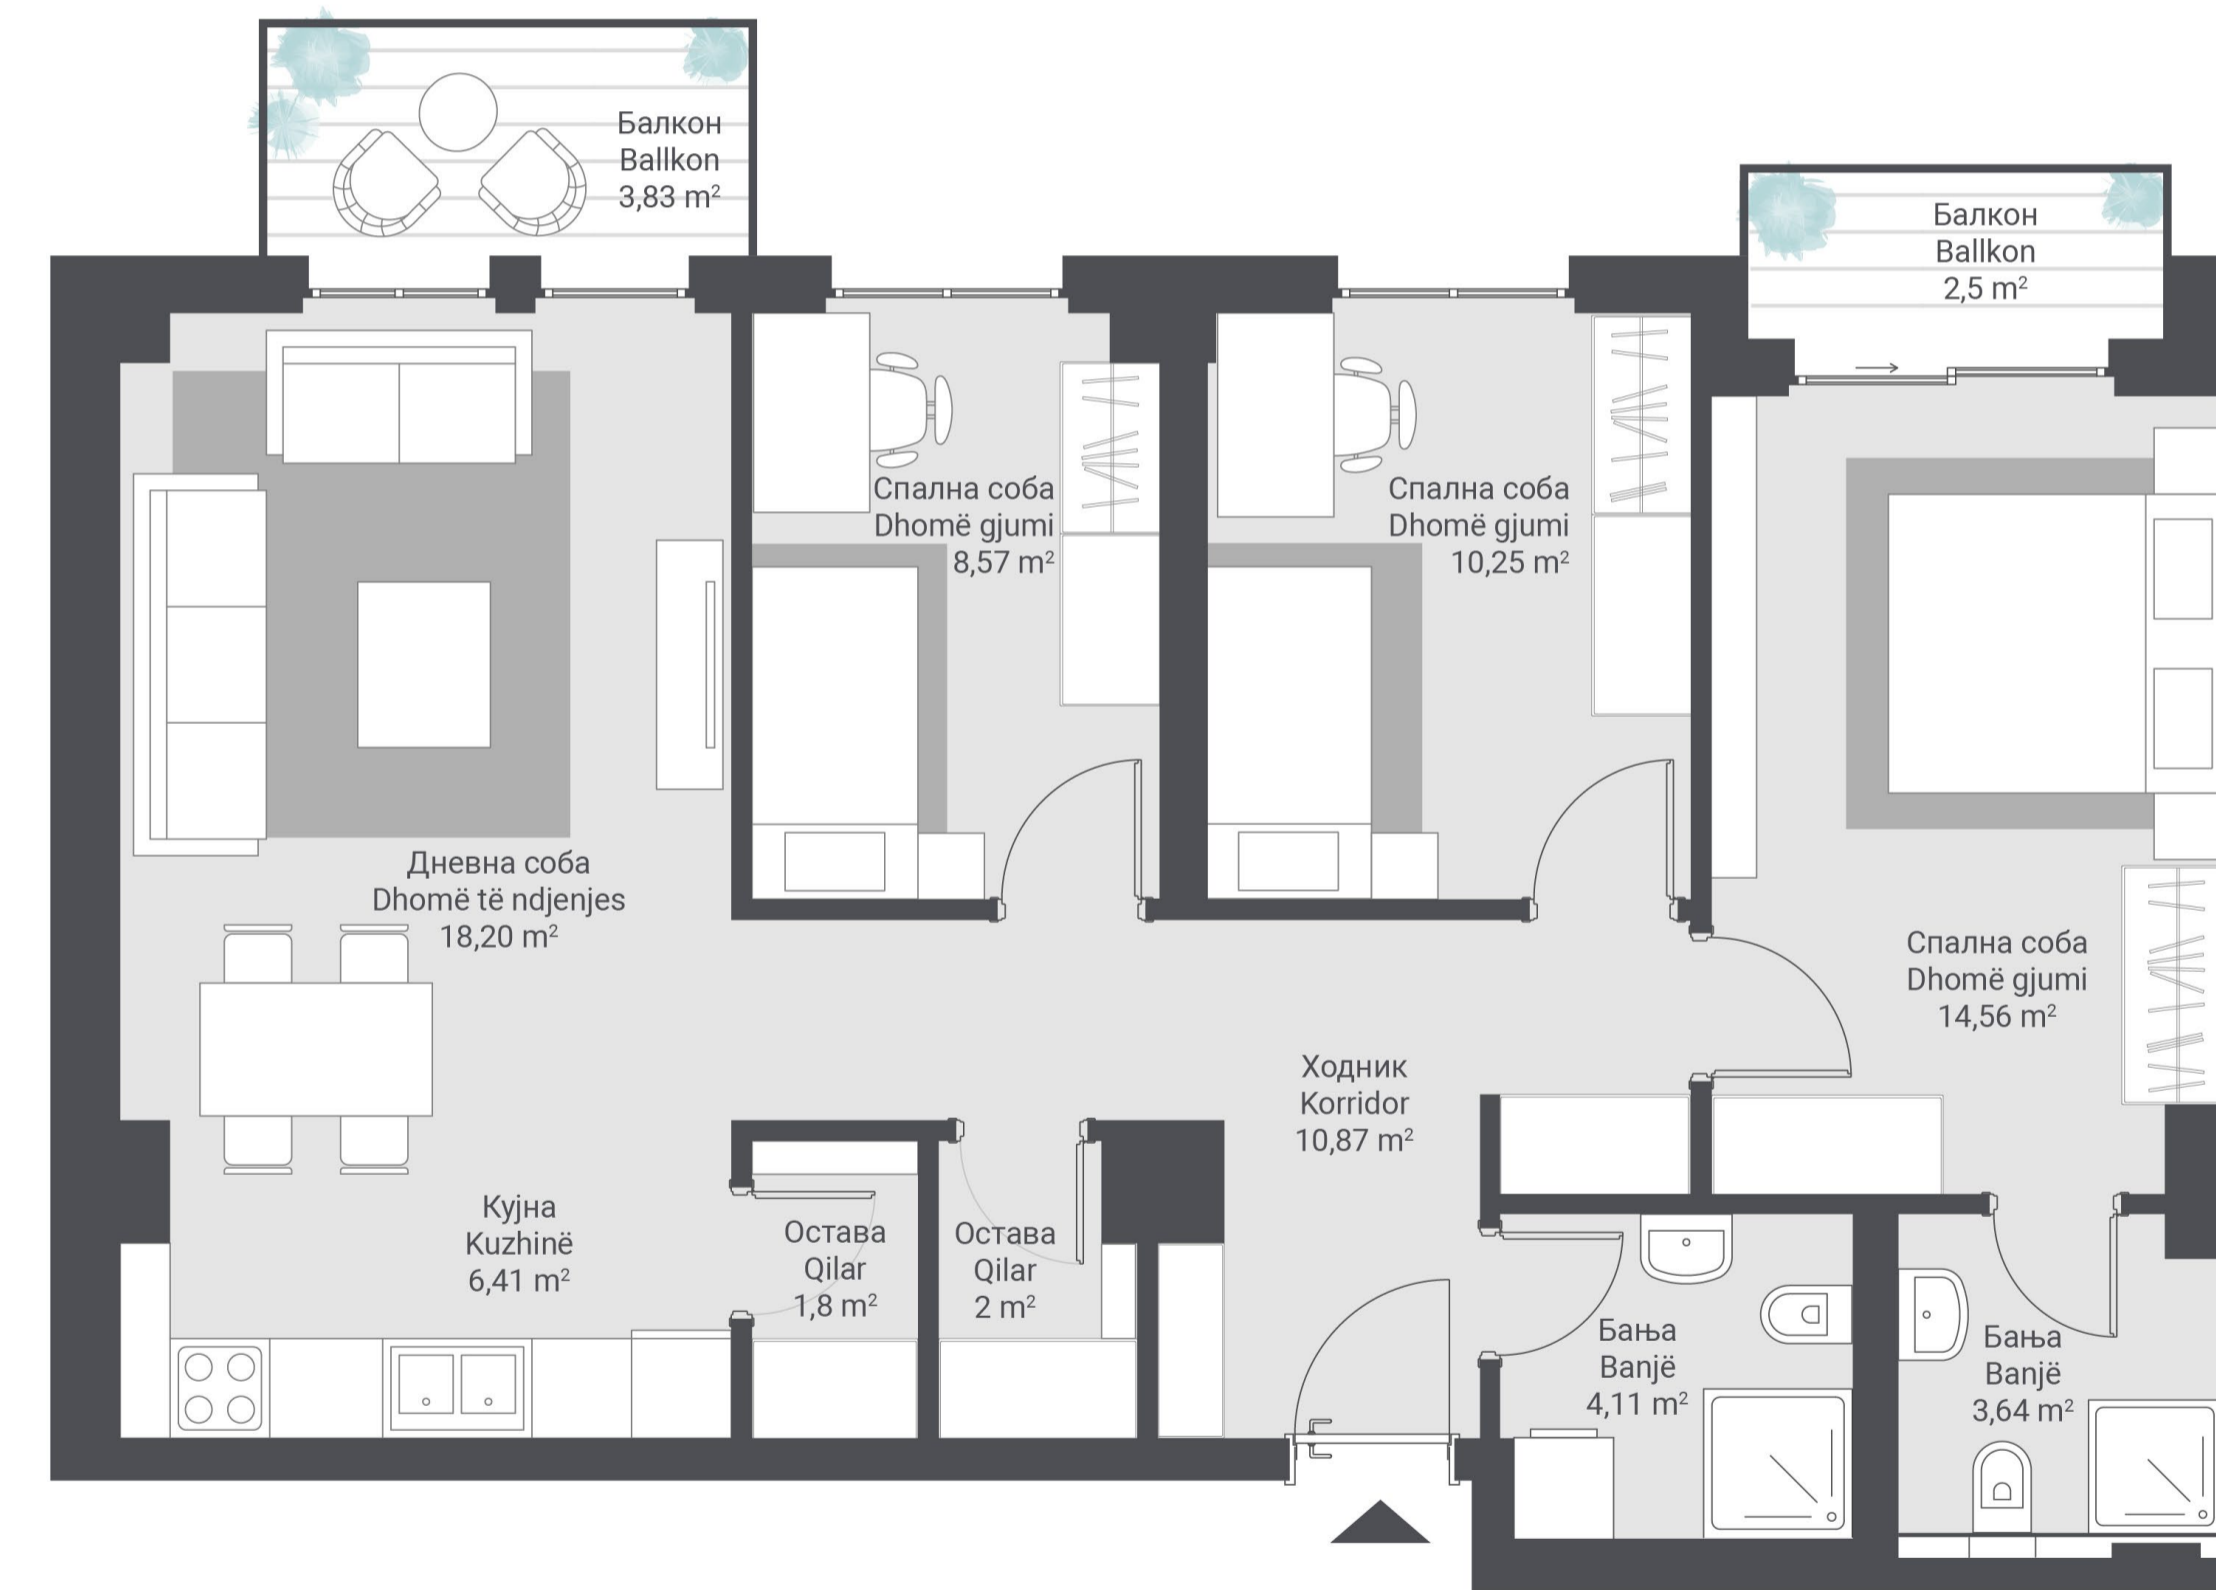 Балкон
Ballkon
3,83 m²
Балкон
Ballkon
2,5 m²
Спална соба
Dhomë gjumi
8,57 m²
Спална соба
Dhomë gjumi
10,25 m²
Дневна соба
Dhomë të ndjenjes
18,20 m²
Спална соба
Dhomë gjumi
14,56 m²
Ходник
Korridor
10,87 m²
Кујна
Kuzhinë
6,41 m²
Остава
Qilar
1,8 m²
Остава
Qilar
2 m²
Бања
Banjë
4,11 m²
Бања
Banjë
3,64 m²